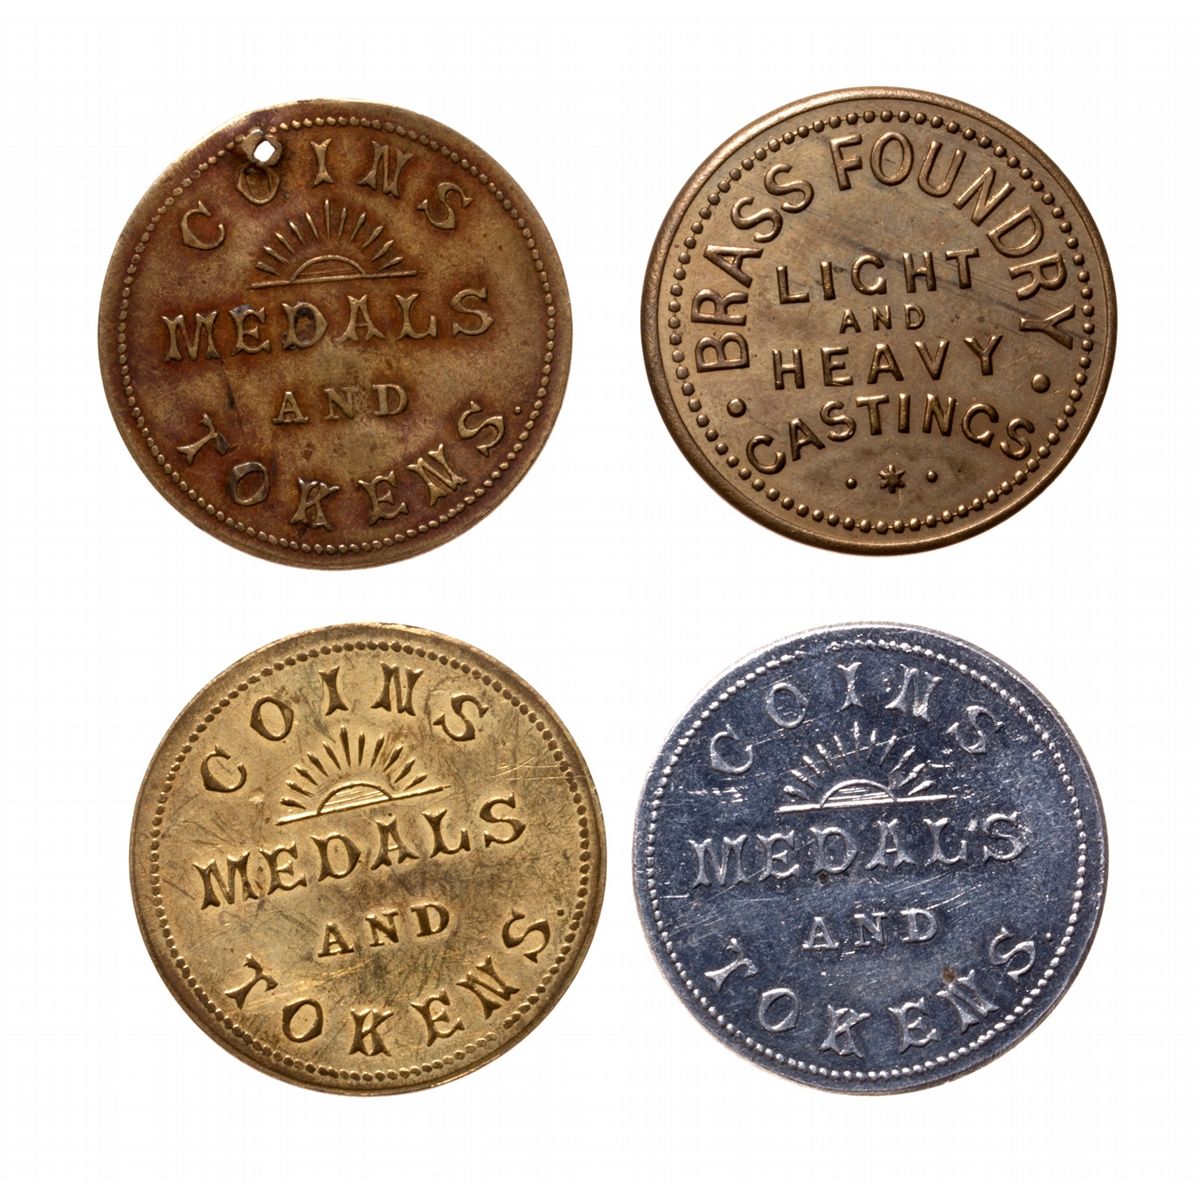 COINS
MEDALS
AND
TOKENS.
BRASS FOUNDRY
LIGHT
AND
HEAVY
CASTINGS
COINS
MEDALS
AND
TOKENS.
COINS
MEDALS
AND
TOKENS.